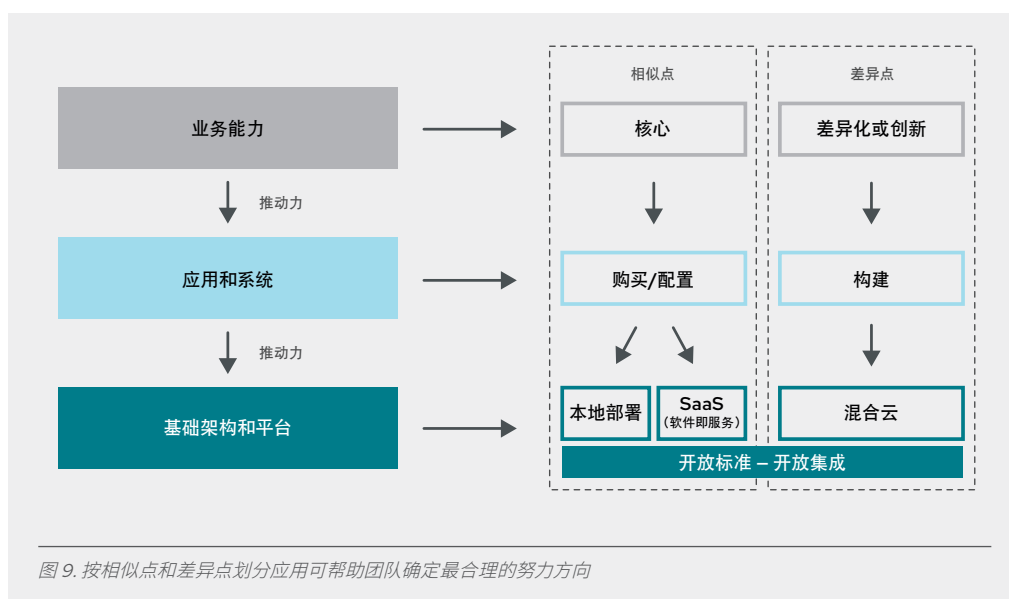 相似点
差异点
业务能力
核心
差异化或创新
推动力
应用和系统
购买/配置
构建
推动力
基础架构和平台
本地部署
SaaS
(软件即服务)
混合云
开放标准 – 开放集成
图 9. 按相似点和差异点划分应用可帮助团队确定最合理的努力方向